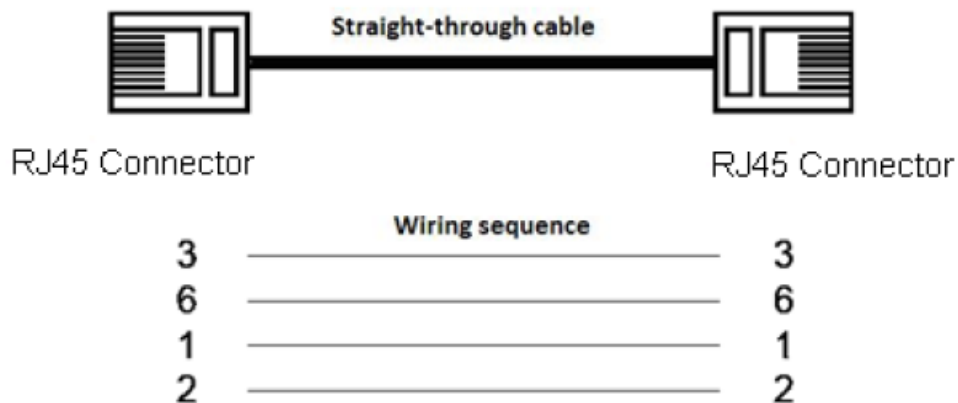 Straight-through cable
RJ45 Connector RJ45 Connector
Wiring sequence
3 3
6 6
1 1
2 2